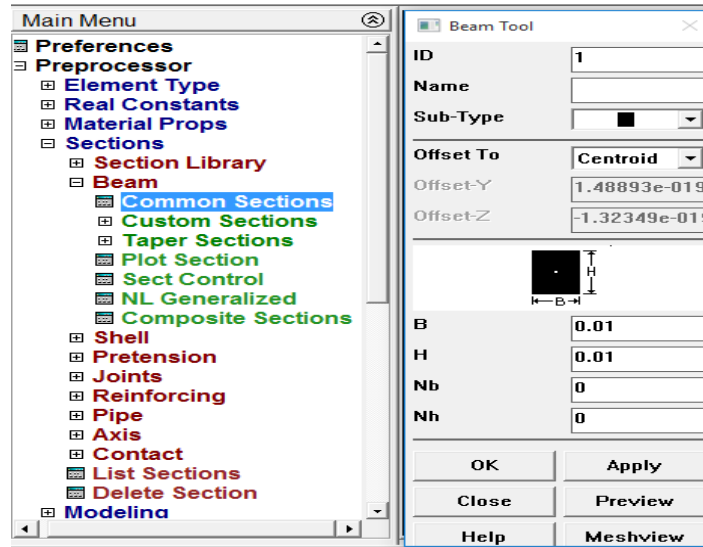 Main Menu
Preferences
Preprocessor
Element Type
Real Constants
Material Props
Sections
Section Library
Beam
Common Sections
Custom Sections
Taper Sections
Plot Section
Sect Control
NL Generalized
Composite Sections
Shell
Pretension
Joints
Reinforcing
Pipe
Axis
Contact
List Sections
Delete Section
Modeling
Beam Tool
ID 1
Name
Sub-Type
Offset To Centroid
Offset-Y 1.48893e-019
Offset-Z -1.32349e-019
H
B
B 0.01
H 0.01
Nb 0
Nh 0
OK Apply
Close Preview
Help Meshview